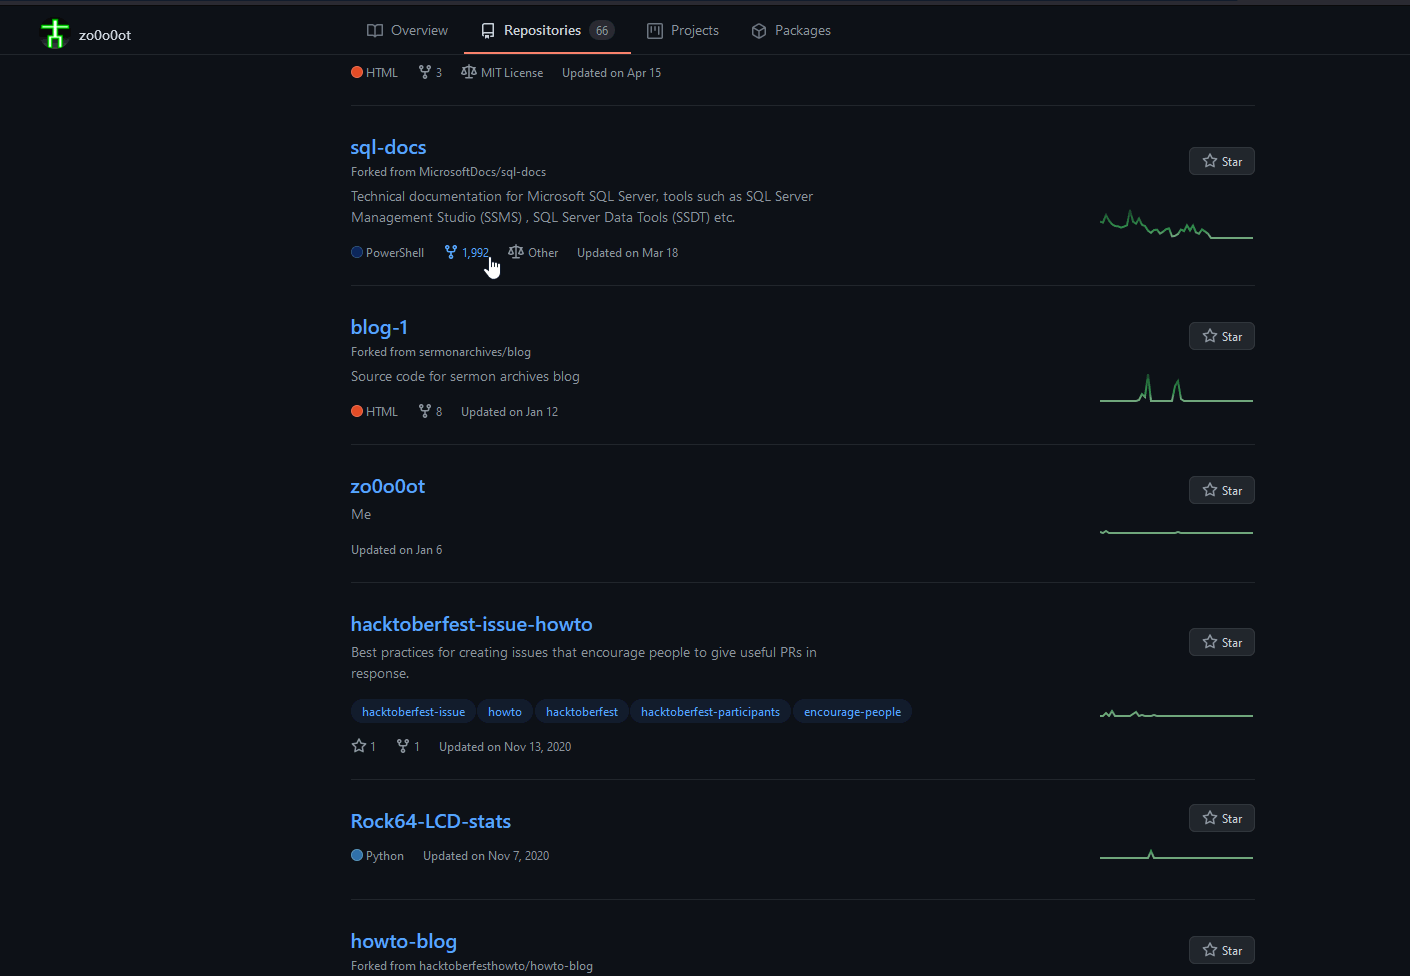 zo0o0ot
Overview Repositories 66 Projects Packages
HTML 3 MIT License Updated on Apr 15
sql-docs
Star
Forked from MicrosoftDocs/sql-docs
Technical documentation for Microsoft SQL Server, tools such as SQL Server
Management Studio (SSMS) , SQL Server Data Tools (SSDT) etc.
PowerShell 1,992 Other Updated on Mar 18
blog-1
Star
Forked from sermonarchives/blog
Source code for sermon archives blog
HTML 8 Updated on Jan 12
zo0o0ot
Star
Me
Updated on Jan 6
hacktoberfest-issue-howto
Star
Best practices for creating issues that encourage people to give useful PRs in
response.
hacktoberfest-issue howto hacktoberfest hacktoberfest-participants encourage-people
1 1 Updated on Nov 13, 2020
Rock64-LCD-stats
Star
Python Updated on Nov 7, 2020
howto-blog
Star
Forked from hacktoberfesthowto/howto-blog